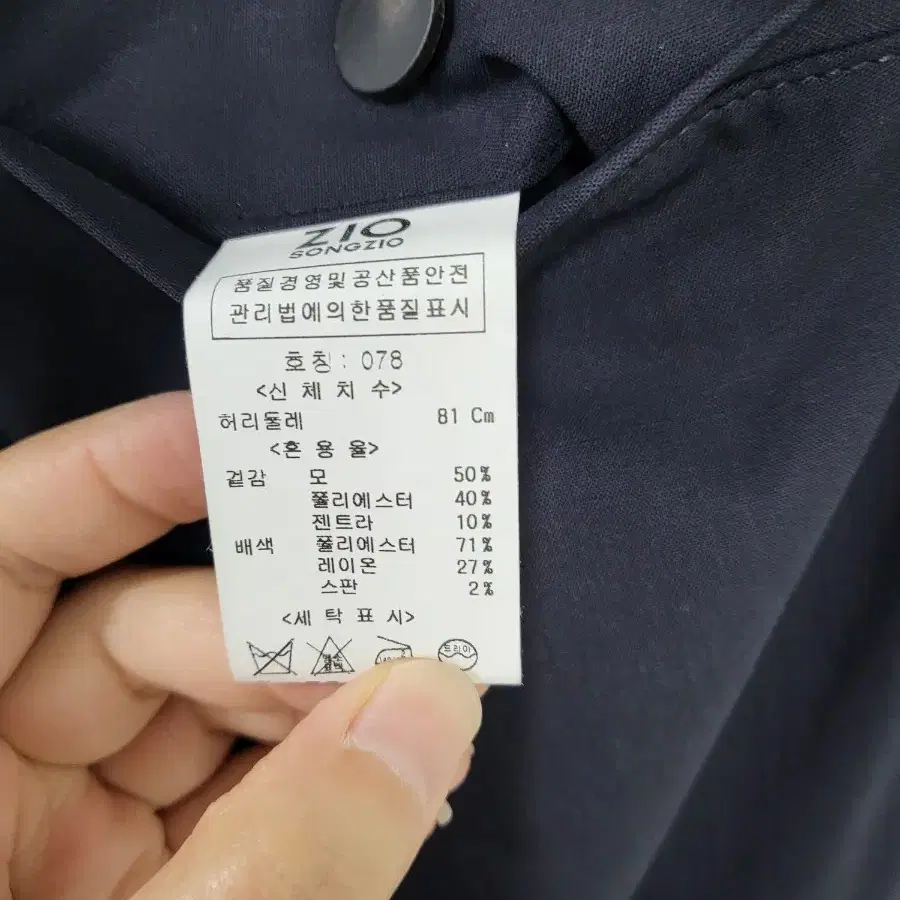 ZIO
SONGZIO
품질경영및공산품안전
관리법에의한품질표시
호칭: 078
<신 체 치 수>
허리둘레 81 Cm
<혼 용 율>
겉감 모 50%
폴리에스터 40%
젠트라 10%
배색 폴리에스터 71%
레이온 27%
스판 2%
<세 탁 표 시>
드라이